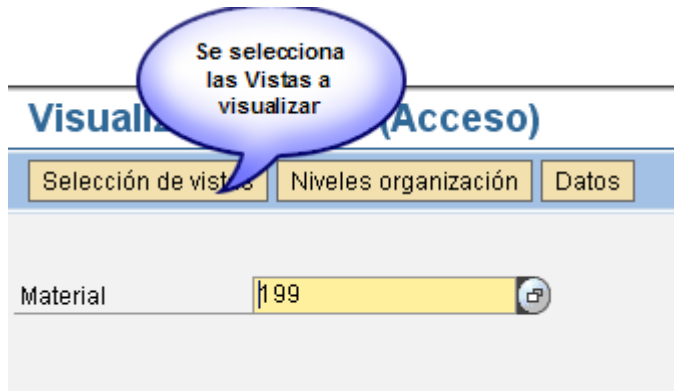 Se selecciona
las Vistas a
visualizar
(Acceso)
Selección de vistas
Niveles organización
Datos
Material
199